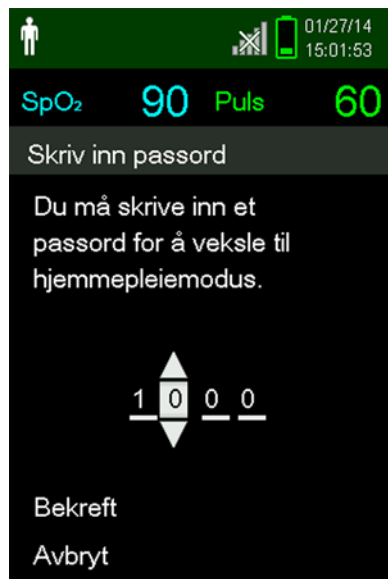 01/27/14
15:01:53
SpO₂ 90 Puls 60
Skriv inn passord
Du må skrive inn et
passord for å veksle til
hjemmepleiemodus.
1 0 0 0
Bekreft
Avbryt